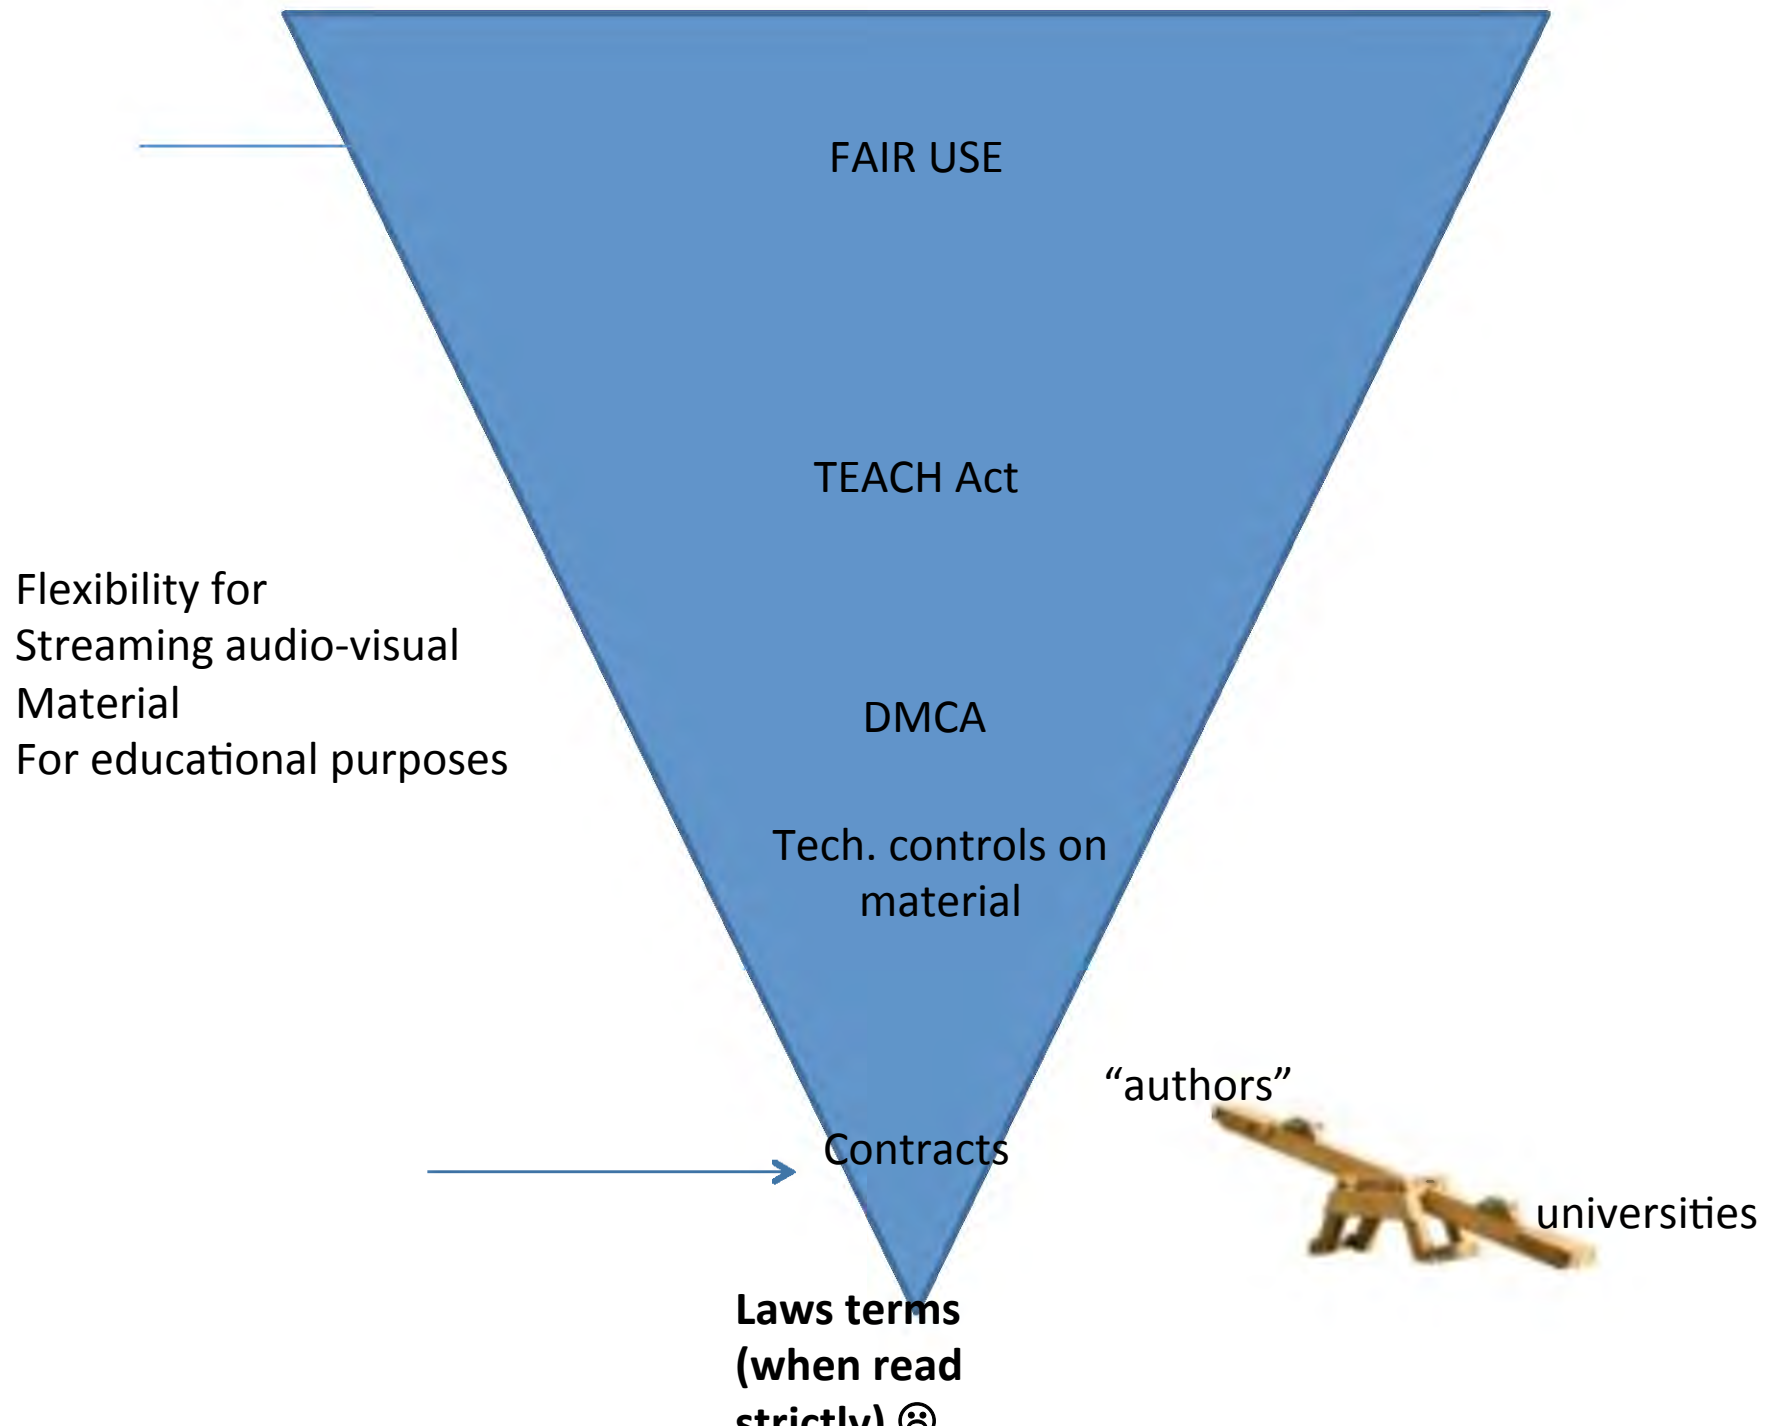 FAIR USE
TEACH Act
Flexibility for
Streaming audio-visual
Material
For educational purposes
DMCA
Tech. controls on
material
“authors”
Contracts
universities
Laws terms
(when read
strictly) ☹